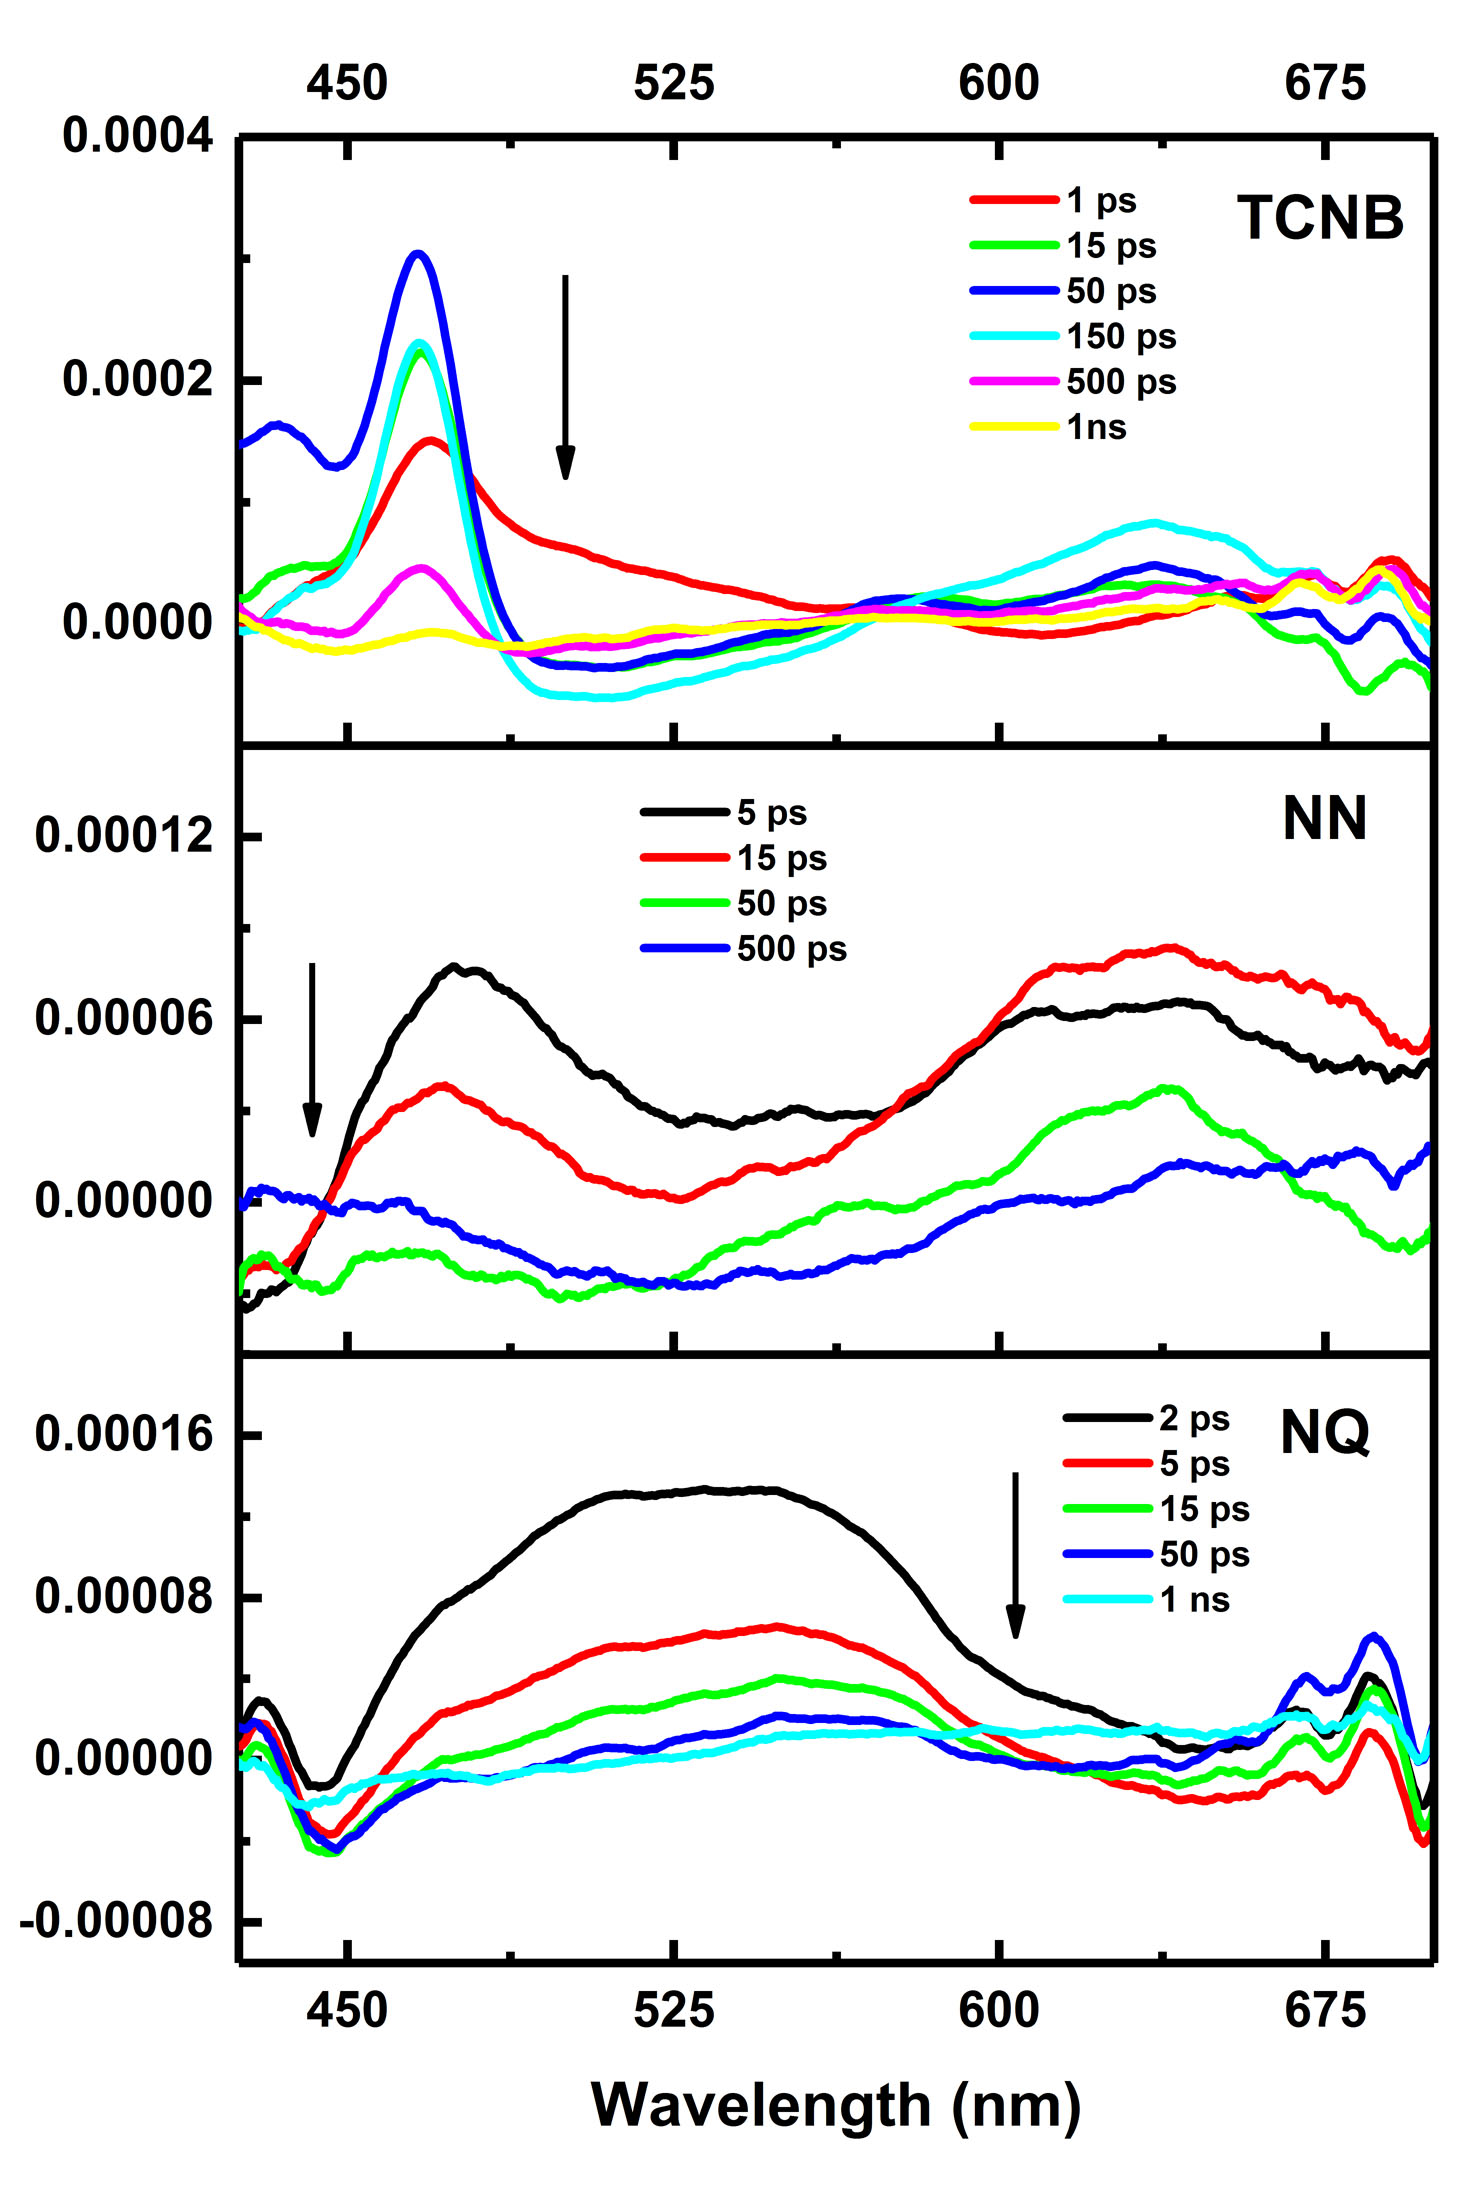 450 525 600 675
0.0004
1 ps
TCNB
15 ps
50 ps
150 ps
0.0002
500 ps
1ns
0.0000
5 ps
NN
0.00012
15 ps
50 ps
500 ps
0.00006
0.00000
2 ps
NQ
0.00016
5 ps
15 ps
50 ps
0.00008
1 ns
0.00000
-0.00008
450 525 600 675
Wavelength (nm)